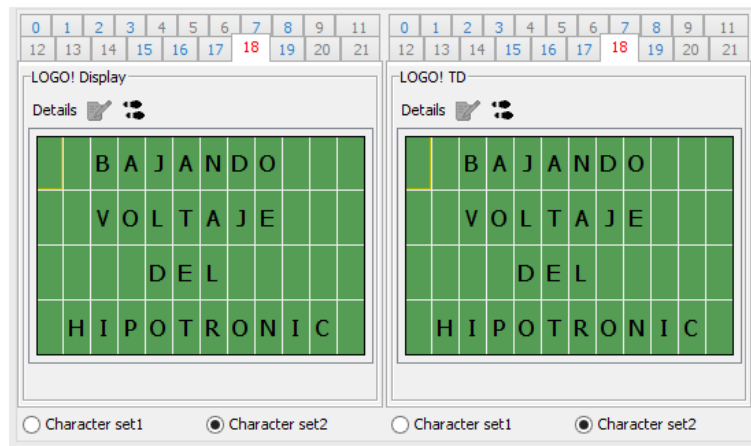 0 1 2 3 4 5 6 7 8 9 11
12 13 14 15 16 17 18 19 20 21
LOGO! Display
Details
BAJANDO
VOLTAJE
DEL
HIPOTRONIC
Character set1 Character set2
0 1 2 3 4 5 6 7 8 9 11
12 13 14 15 16 17 18 19 20 21
LOGO! TD
Details
BAJANDO
VOLTAJE
DEL
HIPOTRONIC
Character set1 Character set2